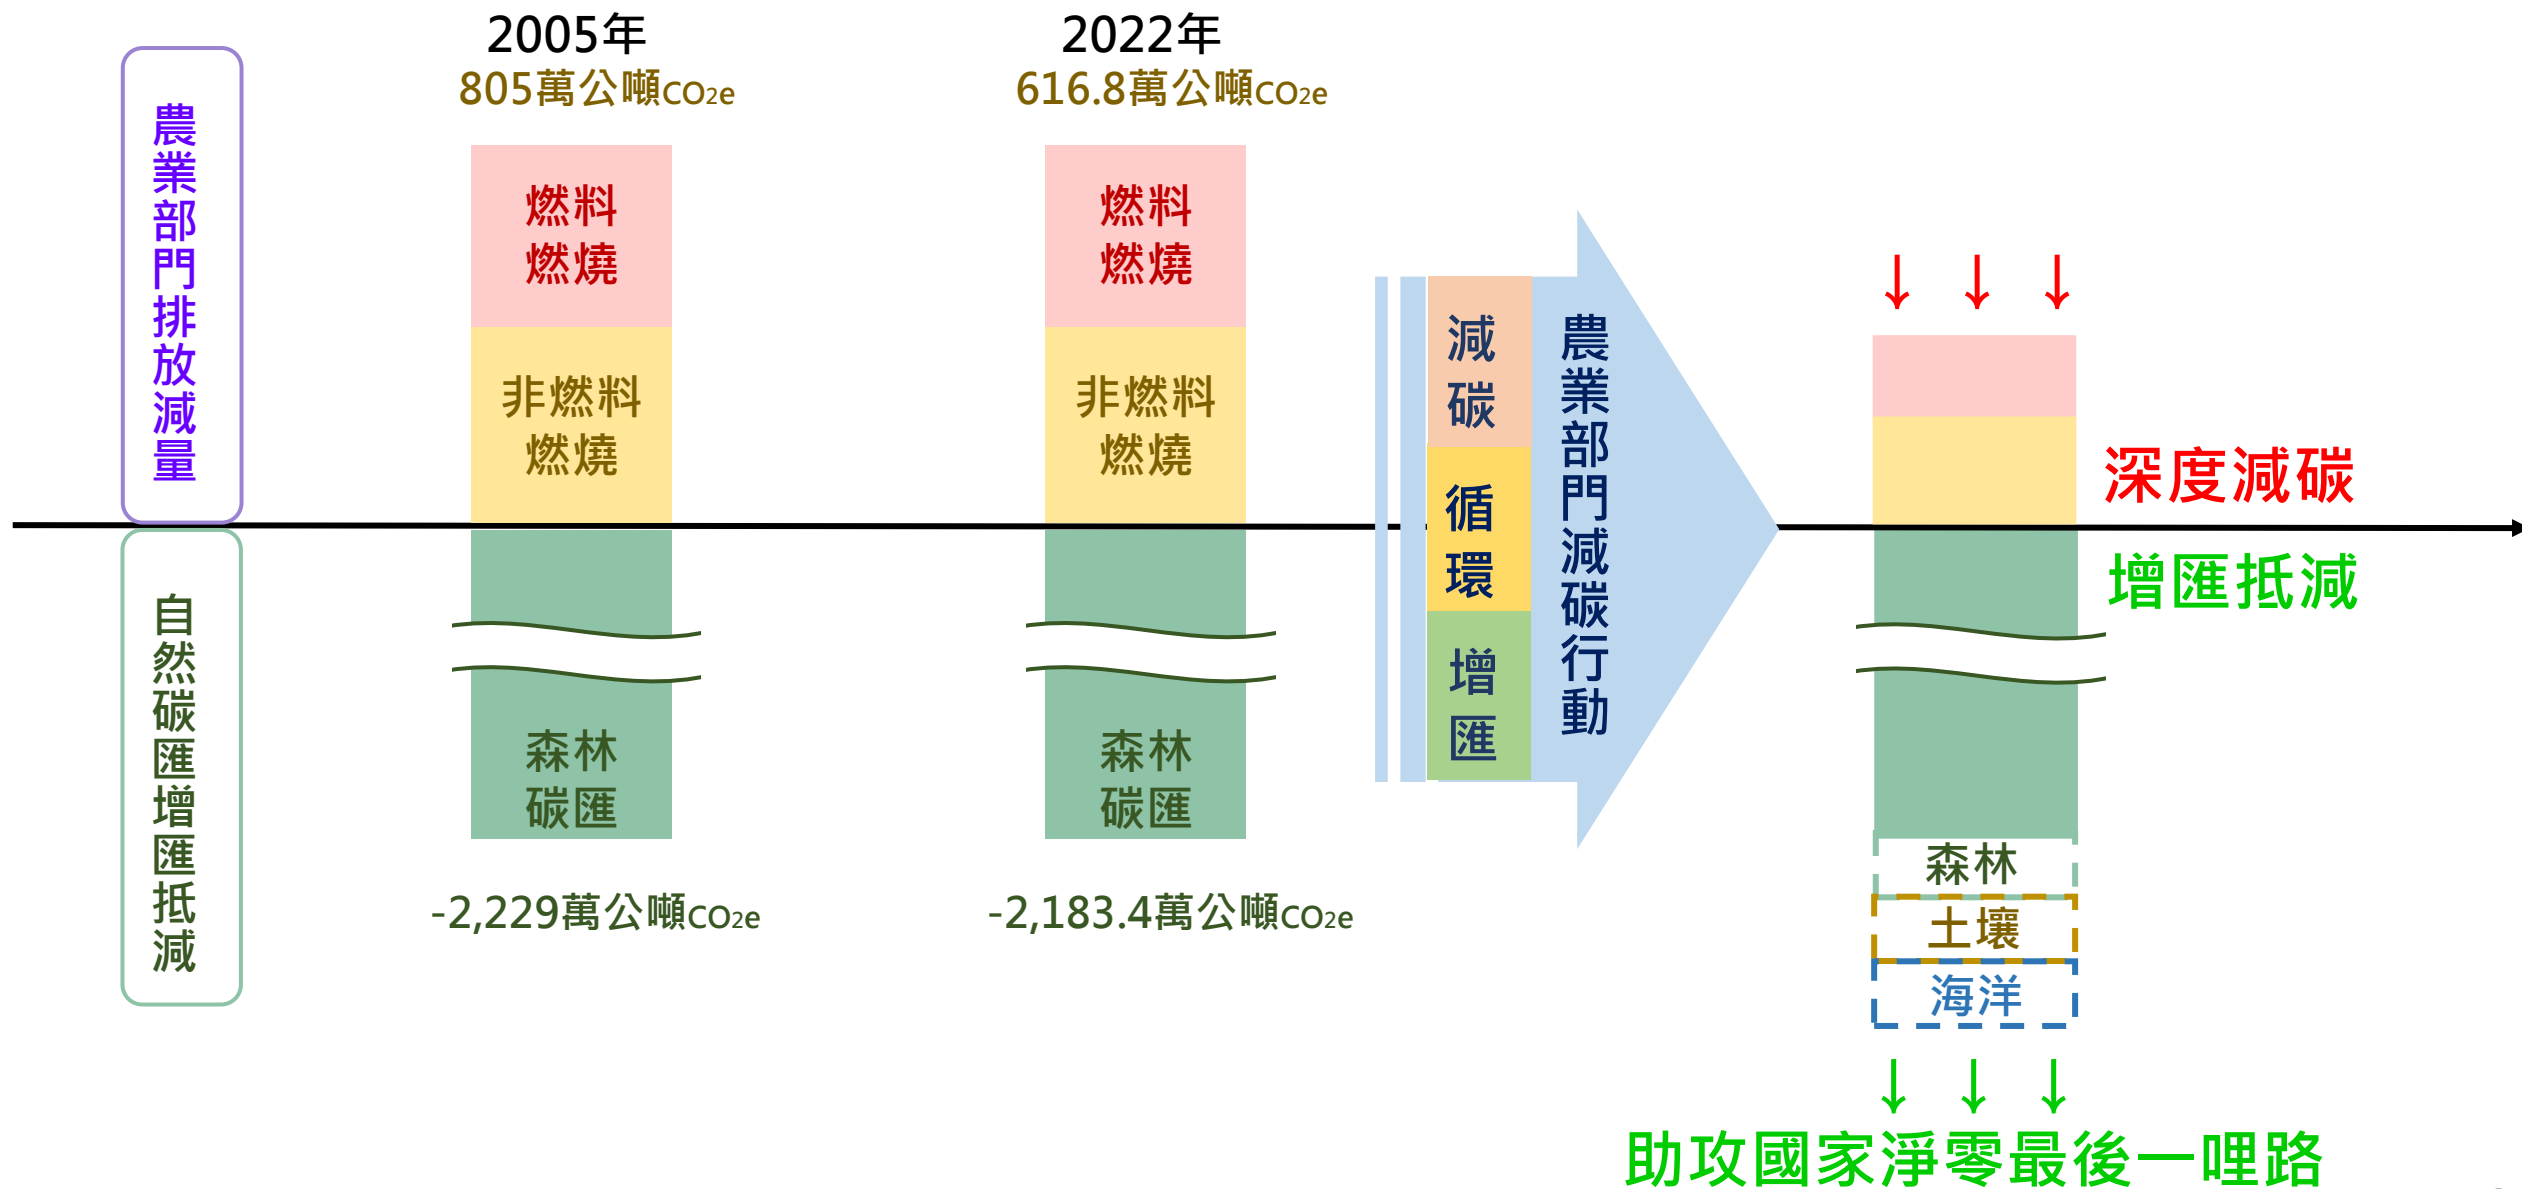 2005年
805萬公噸CO2e
2022年
616.8萬公噸CO2e
農業部門排放減量
燃料
燃燒
非燃料
燃燒
燃料
燃燒
非燃料
燃燒
減碳
循環
增匯
農業部門減碳行動
深度減碳
增匯抵減
自然碳匯增匯抵減
森林
碳匯
-2,229萬公噸CO2e
森林
碳匯
-2,183.4萬公噸CO2e
森林
土壤
海洋
助攻國家淨零最後一哩路